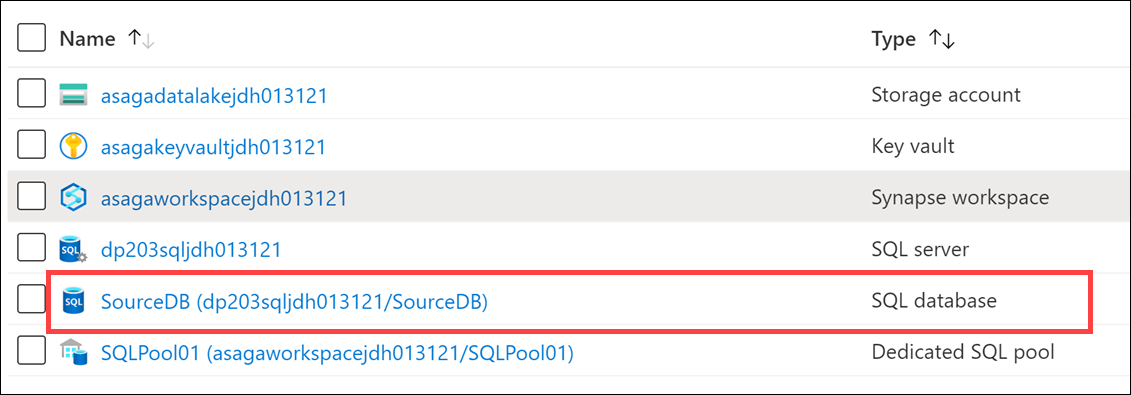 Name ↑↓ Type ↑↓
asagadatalakejdh013121 Storage account
asagakeyvaultjdh013121 Key vault
asagaworkspacejdh013121 Synapse workspace
SQL dp203sqljdh013121 SQL server
SQL SourceDB (dp203sqljdh013121/SourceDB) SQL database
SQLPool01 (asagaworkspacejdh013121/SQLPool01) Dedicated SQL pool